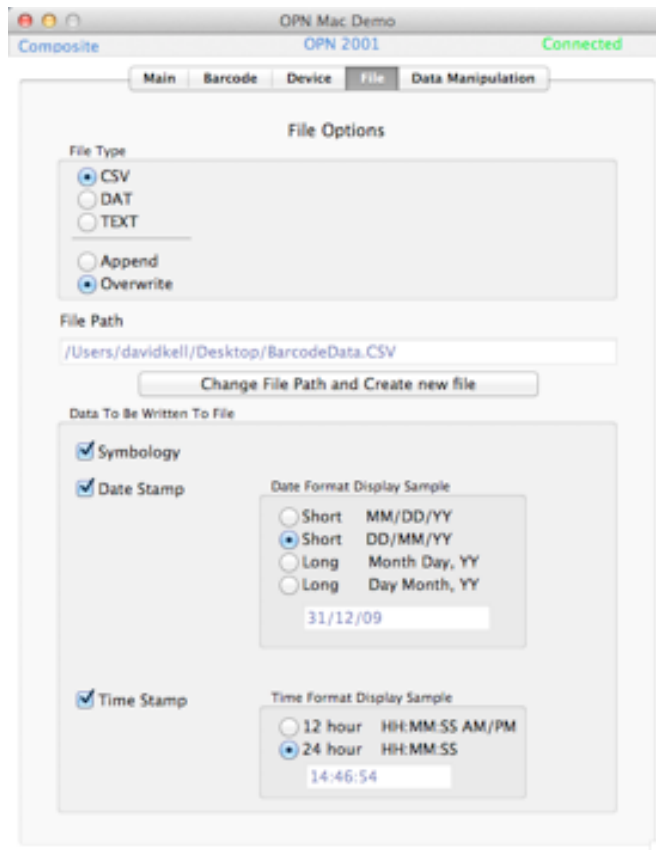 OPN Mac Demo
Composite OPN 2001 Connected
Main Barcode Device File Data Manipulation
File Options
File Type
CSV
DAT
TEXT
Append
Overwrite
File Path
/Users/davidkell/Desktop/BarcodeData.CSV
Change File Path and Create new file
Data To Be Written To File
Symbology
Date Stamp Date Format Display Sample
Short MM/DD/YY
Short DD/MM/YY
Long Month Day, YY
Long Day Month, YY
31/12/09
Time Stamp Time Format Display Sample
12 hour HH:MM:SS AM/PM
24 hour HH:MM:SS
14:46:54